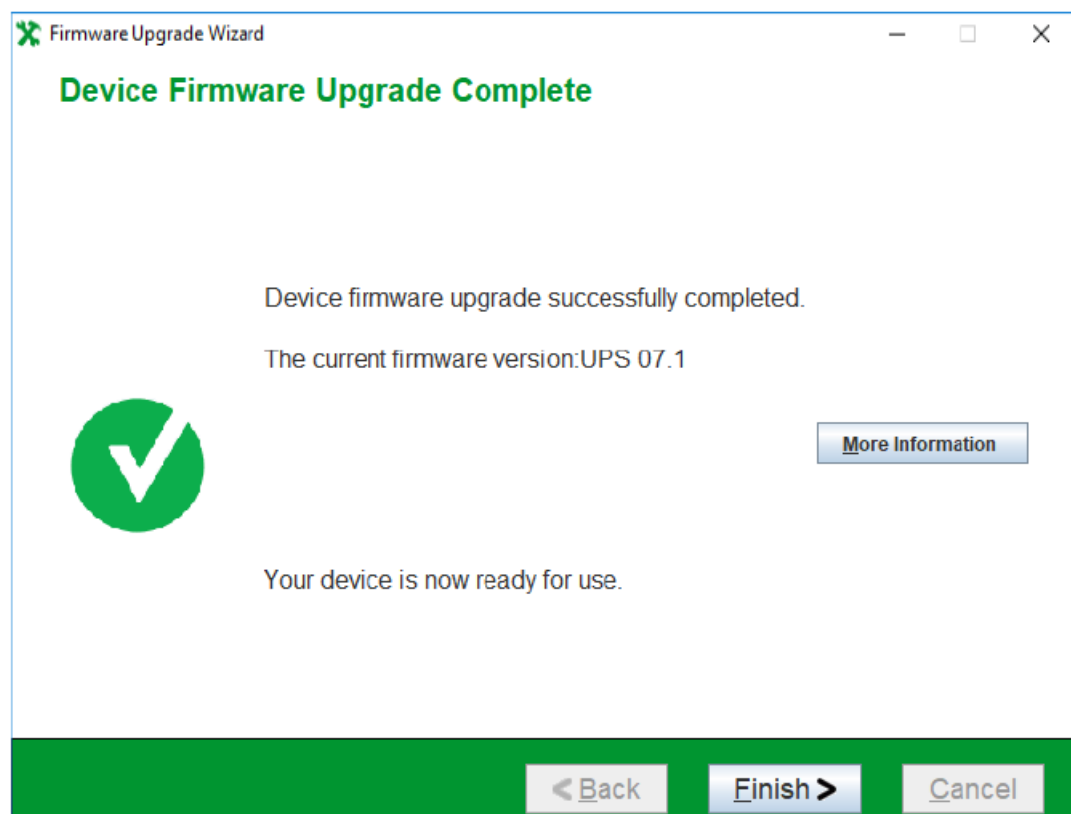 Firmware Upgrade Wizard
Device Firmware Upgrade Complete
Device firmware upgrade successfully completed.
The current firmware version:UPS 07.1
More Information
Your device is now ready for use.
< Back Finish > Cancel